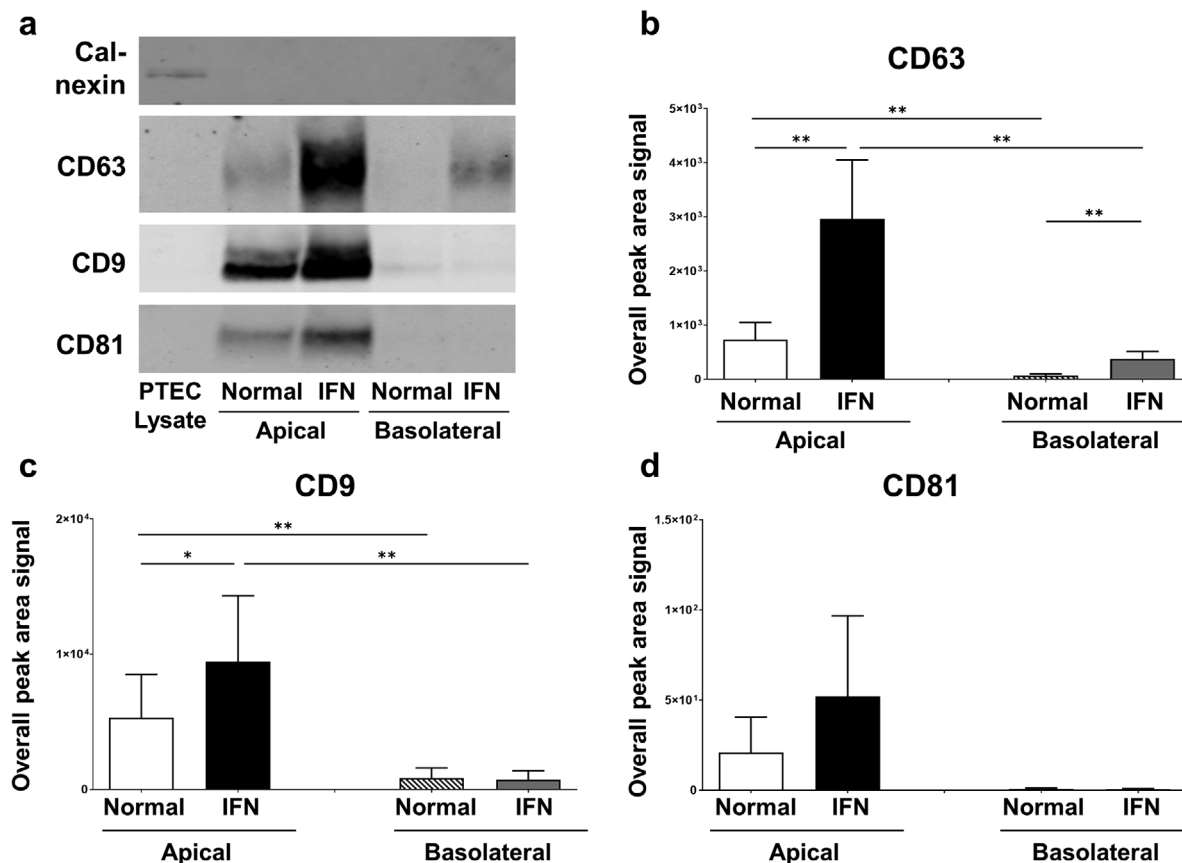 a
Cal-
nexin
CD63
CD9
CD81
PTEC
Lysate
Normal IFN Normal IFN
Apical Basolateral
b
CD63
Overall peak area signal
5×10³
4×10³
3×10³
2×10³
1×10³
0
**
** **
**
Normal IFN Normal IFN
Apical Basolateral
c
CD9
Overall peak area signal
2×10⁴
1×10⁴
0
**
* **
Normal IFN Normal IFN
Apical Basolateral
d
CD81
Overall peak area signal
1.5×10²
1×10²
5×10¹
0
Normal IFN Normal IFN
Apical Basolateral